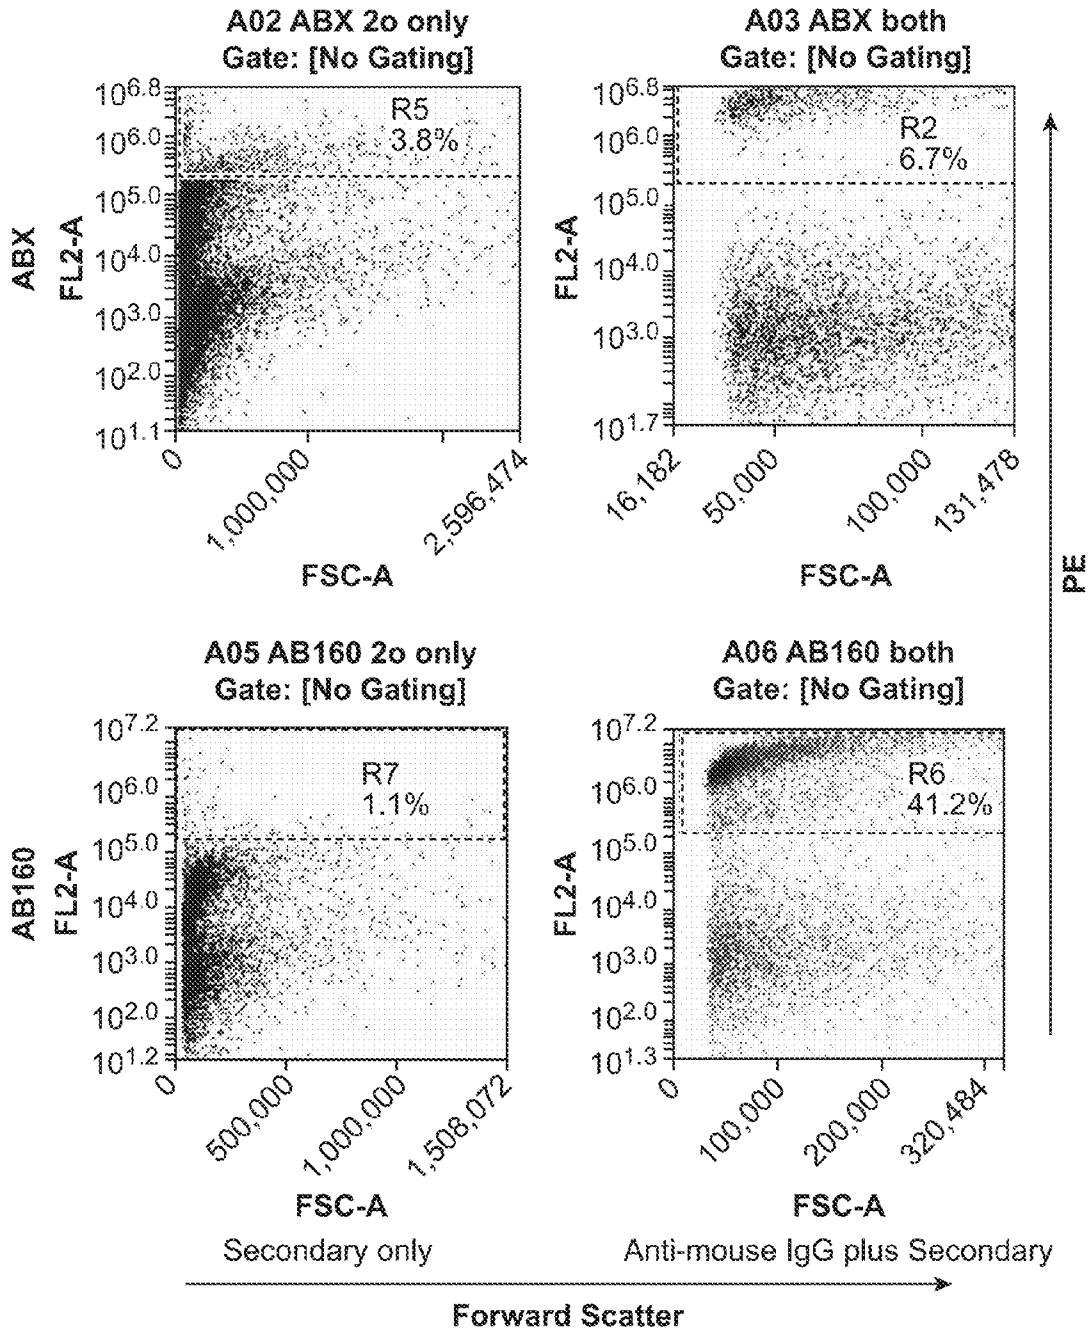 A02 ABX 2o only
Gate: [No Gating]
ABX
FL2-A
10^6.8
10^6.0
10^5.0
10^4.0
10^3.0
10^2.0
10^1.1
R5
3.8%
0
1,000,000
2,596,474
FSC-A
A03 ABX both
Gate: [No Gating]
FL2-A
10^6.8
10^6.0
10^5.0
10^4.0
10^3.0
10^1.7
R2
6.7%
16,182
50,000
100,000
131,478
FSC-A
PE
A05 AB160 2o only
Gate: [No Gating]
AB160
FL2-A
10^7.2
10^6.0
10^5.0
10^4.0
10^3.0
10^2.0
10^1.2
R7
1.1%
0
500,000
1,000,000
1,508,072
FSC-A
Secondary only
A06 AB160 both
Gate: [No Gating]
FL2-A
10^7.2
10^6.0
10^5.0
10^4.0
10^3.0
10^2.0
10^1.3
R6
41.2%
0
100,000
200,000
320,484
FSC-A
Anti-mouse IgG plus Secondary
Forward Scatter